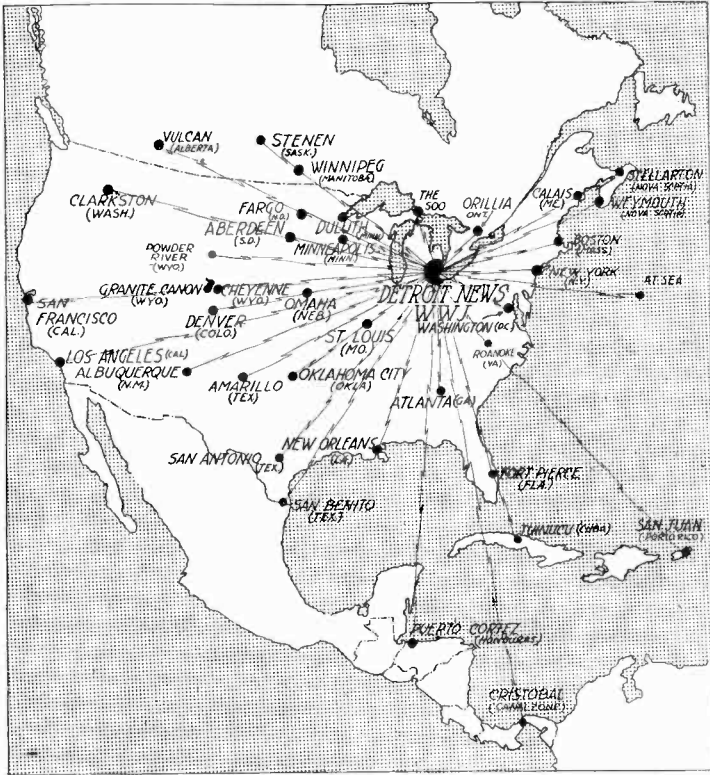 VULCAN
(ALBERTA)
STENEN
(SASK.)
WINNIPEG
(MANITOBA)
CLARKSTON
(WASH.)
FARGO (N.D.)
ABERDEEN
(S.D.)
DULUTH
(MINN.)
MINNEAPOLIS
(MINN)
THE
SOO
ORILLIA
ONT.
CALAIS
(ME)
STELLARTON
(NOVA SCOTIA)
WEYMOUTH
(NOVA SCOTIA)
BOSTON
(MASS.)
NEW YORK
(N.Y.)
AT SEA
POWDER
RIVER
(WYO.)
GRANITE CANON
(WYO.)
CHEYENNE
(WYO.)
OMAHA
(NEB.)
DETROIT NEWS
WWJ
WASHINGTON (DC)
SAN
FRANCISCO
(CAL.)
DENVER
(COLO.)
ST LOUIS
(MO.)
ROANOKE
(VA)
LOS ANGELES (CAL)
ALBUQUERQUE
(N.M.)
AMARILLO
(TEX)
OKLAHOMA CITY
(OKLA)
ATLANTA (GA)
SAN ANTONIO (TEX.)
NEW ORLEANS
(LA.)
FORT PIERCE
(FLA.)
SAN BENITO
(TEX.)
TUINUCU (CUBA)
SAN JUAN
(PORTO RICO)
PUERTO CORTEZ
(HONDURAS)
CRISTOBAL
(CANAL ZONE)